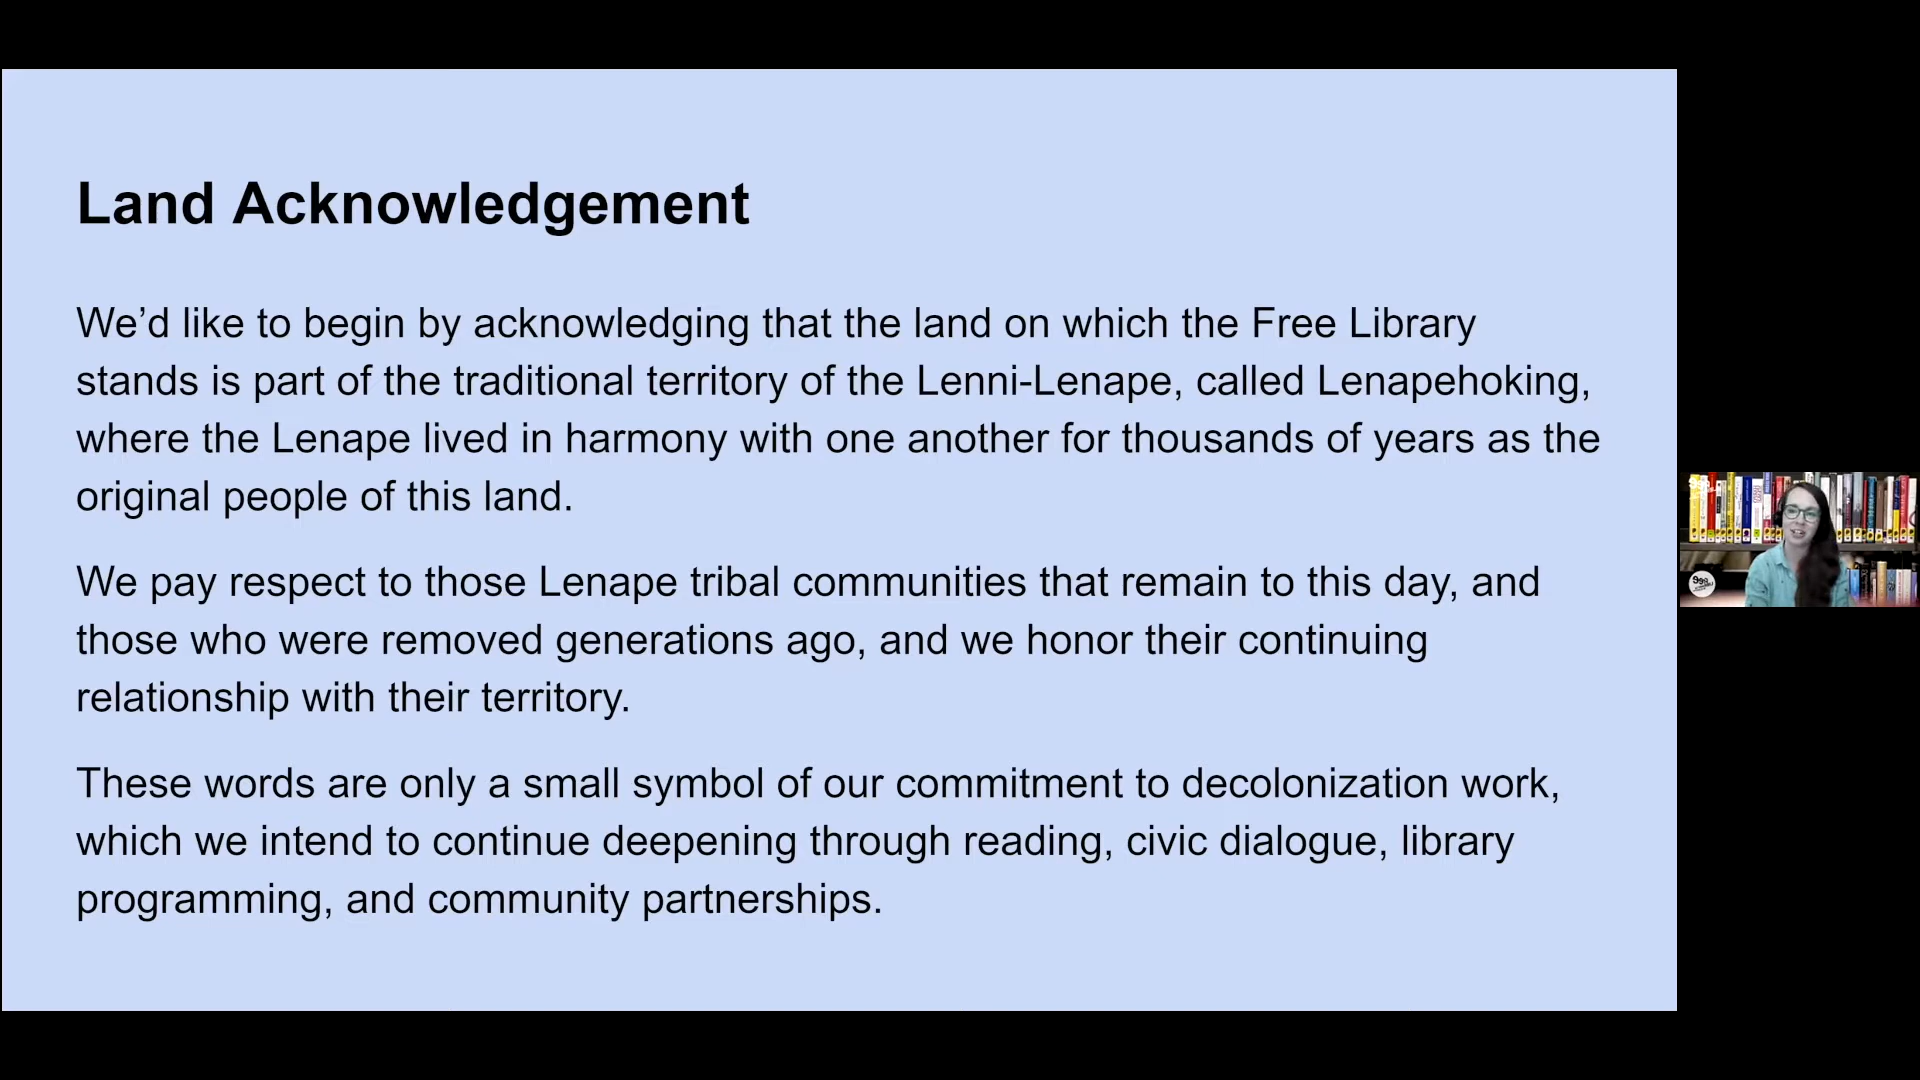 Land Acknowledgement
We’d like to begin by acknowledging that the land on which the Free Library
stands is part of the traditional territory of the Lenni-Lenape, called Lenapehoking,
where the Lenape lived in harmony with one another for thousands of years as the
original people of this land.
We pay respect to those Lenape tribal communities that remain to this day, and
those who were removed generations ago, and we honor their continuing
relationship with their territory.
These words are only a small symbol of our commitment to decolonization work,
which we intend to continue deepening through reading, civic dialogue, library
programming, and community partnerships.